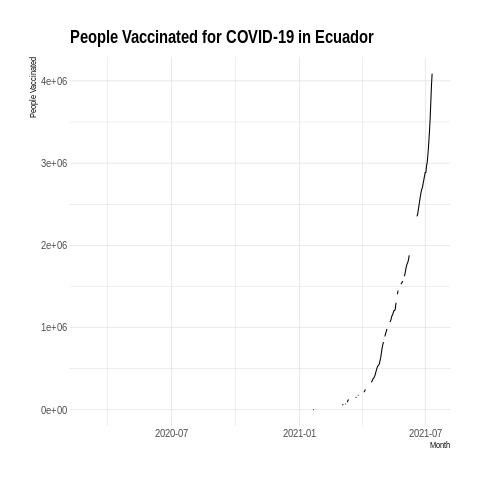 People Vaccinated for COVID-19 in Ecuador
People Vaccinated
4e+06
3e+06
2e+06
1e+06
0e+00
2020-07
2021-01
2021-07
Month